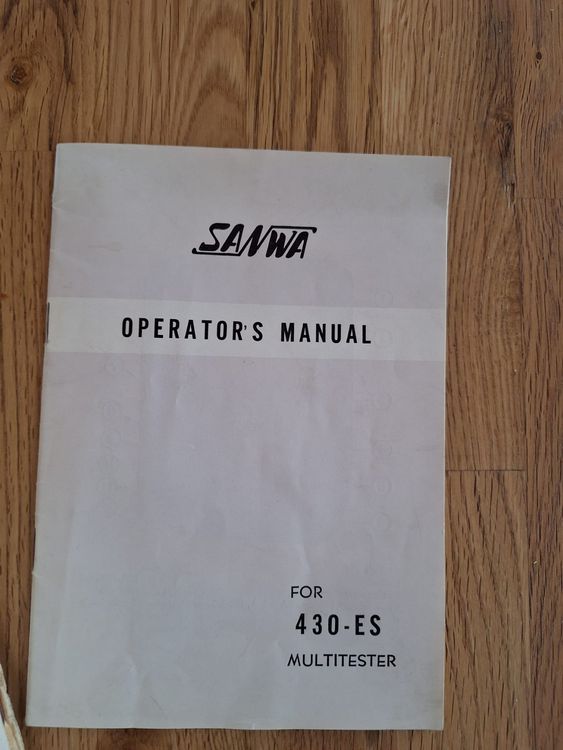 SANWA
OPERATOR'S MANUAL
FOR
430-ES
MULTITESTER